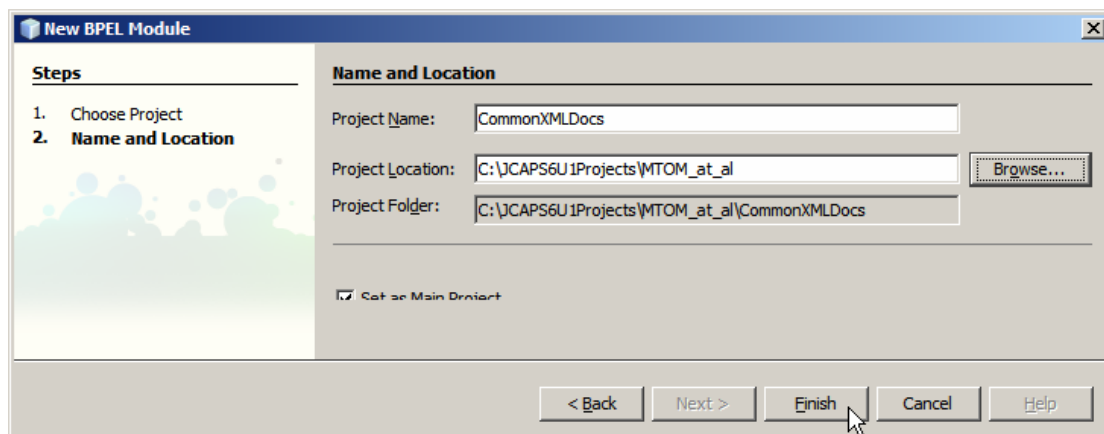 New BPEL Module
Steps
1. Choose Project
2. Name and Location
Name and Location
Project Name: CommonXMLDocs
Project Location: C:\JCAPS6U1Projects\MTOM_at_al Browse...
Project Folder: C:\JCAPS6U1Projects\MTOM_at_al\CommonXMLDocs
Set as Main Project
< Back Next > Finish Cancel Help